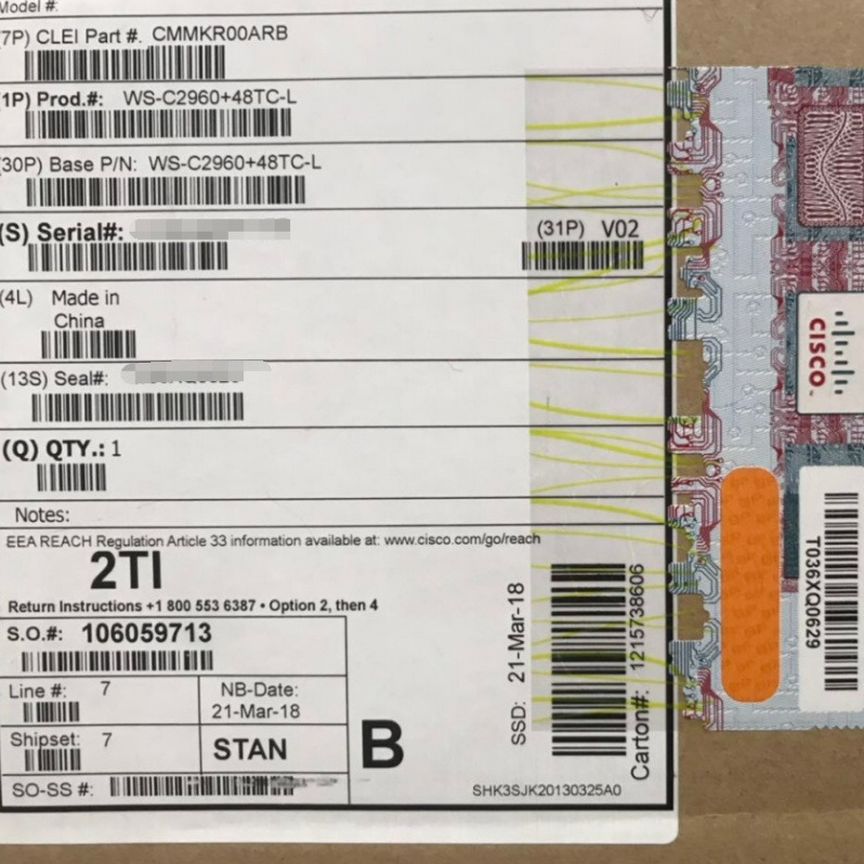 Model #:
(7P) CLEI Part #. CMMKR00ARB
(1P) Prod.#: WS-C2960+48TC-L
(30P) Base P/N: WS-C2960+48TC-L
(S) Serial#:
(31P) V02
(4L) Made in
China
(13S) Seal#:
(Q) QTY.: 1
Notes:
EEA REACH Regulation Article 33 information available at: www.cisco.com/go/reach
2TI
Return Instructions +1 800 553 6387 • Option 2, then 4
S.O.#: 106059713
Line #: 7
NB-Date:
21-Mar-18
Shipset: 7
STAN
SO-SS #:
B
SSD: 21-Mar-18
Carton#: 1215738606
SHK3SJK20130325A0
CISCO
T036XQ0629